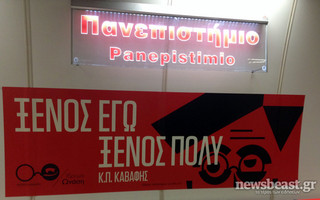 Πανεπιστήμιο
Panepistimio
ΞΕΝΟΣ ΕΓΩ
ΞΕΝΟΣ ΠΟΛΥ
Κ.Π. ΚΑΒΑΦΗΣ
newsbeast.gr